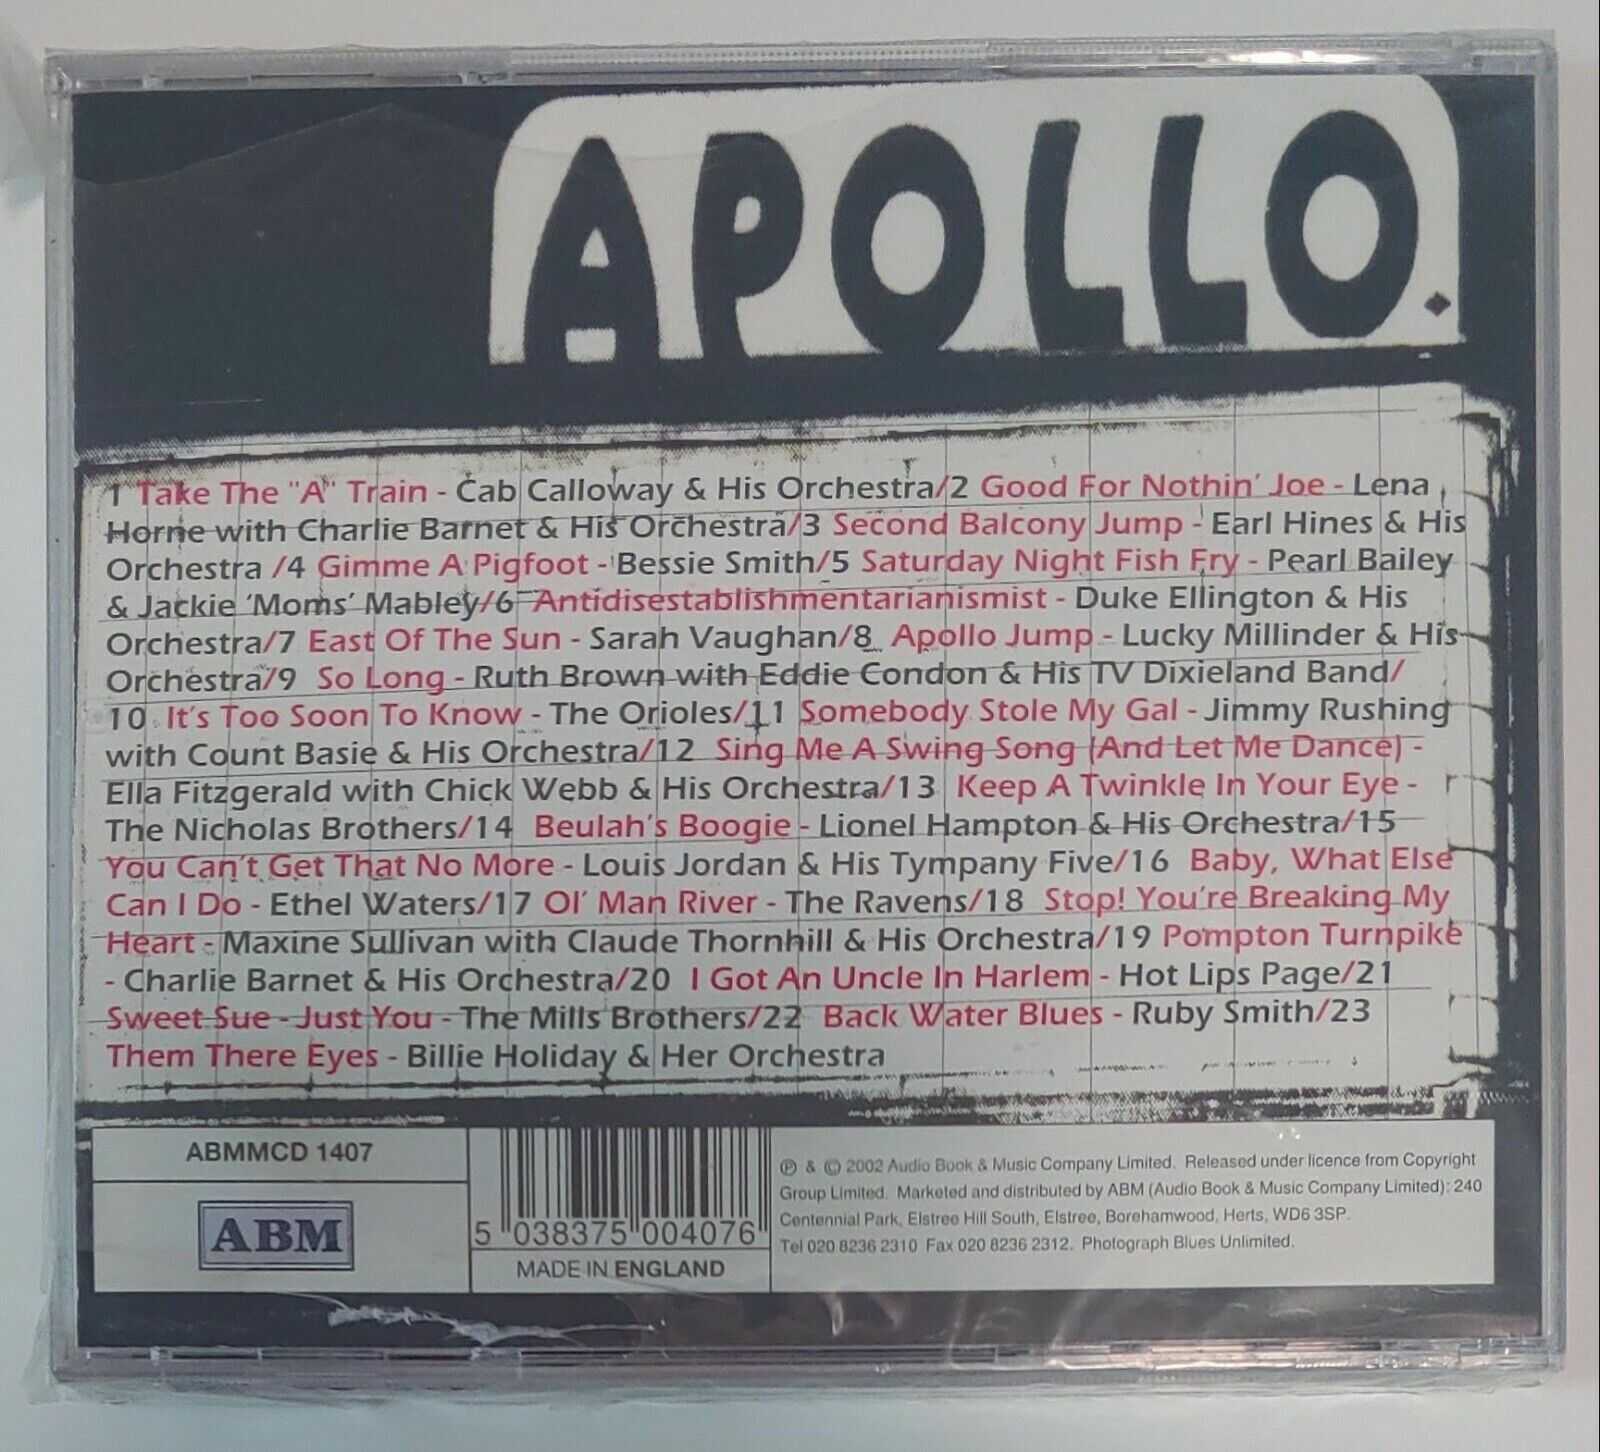 APOLLO.
1 Take The "A" Train - Cab Calloway & His Orchestra/2 Good For Nothin' Joe - Lena
Horne with Charlie Barnet & His Orchestra/3 Second Balcony Jump - Earl Hines & His
Orchestra /4 Gimme A Pigfoot - Bessie Smith/5 Saturday Night Fish Fry - Pearl Bailey
& Jackie 'Moms' Mabley/6 Antidisestablishmentarianismist - Duke Ellington & His
Orchestra/7 East Of The Sun - Sarah Vaughan/8 Apollo Jump - Lucky Millinder & His
Orchestra/9 So Long - Ruth Brown with Eddie Condon & His TV Dixieland Band/
10 It's Too Soon To Know - The Orioles/11 Somebody Stole My Gal - Jimmy Rushing
with Count Basie & His Orchestra/12 Sing Me A Swing Song (And Let Me Dance) -
Ella Fitzgerald with Chick Webb & His Orchestra/13 Keep A Twinkle In Your Eye -
The Nicholas Brothers/14 Beulah's Boogie - Lionel Hampton & His Orchestra/15
You Can't Get That No More - Louis Jordan & His Tympany Five/16 Baby, What Else
Can I Do - Ethel Waters/17 Ol' Man River - The Ravens/18 Stop! You're Breaking My
Heart - Maxine Sullivan with Claude Thornhill & His Orchestra/19 Pompton Turnpike
- Charlie Barnet & His Orchestra/20 I Got An Uncle In Harlem - Hot Lips Page/21
Sweet Sue - Just You - The Mills Brothers/22 Back Water Blues - Ruby Smith/23
Them There Eyes - Billie Holiday & Her Orchestra
ABMMCD 1407
ABM
5 038375 004076
MADE IN ENGLAND
℗ & © 2002 Audio Book & Music Company Limited. Released under licence from Copyright
Group Limited. Marketed and distributed by ABM (Audio Book & Music Company Limited): 240
Centennial Park, Elstree Hill South, Elstree, Borehamwood, Herts, WD6 3SP.
Tel 020 8236 2310 Fax 020 8236 2312. Photograph Blues Unlimited.